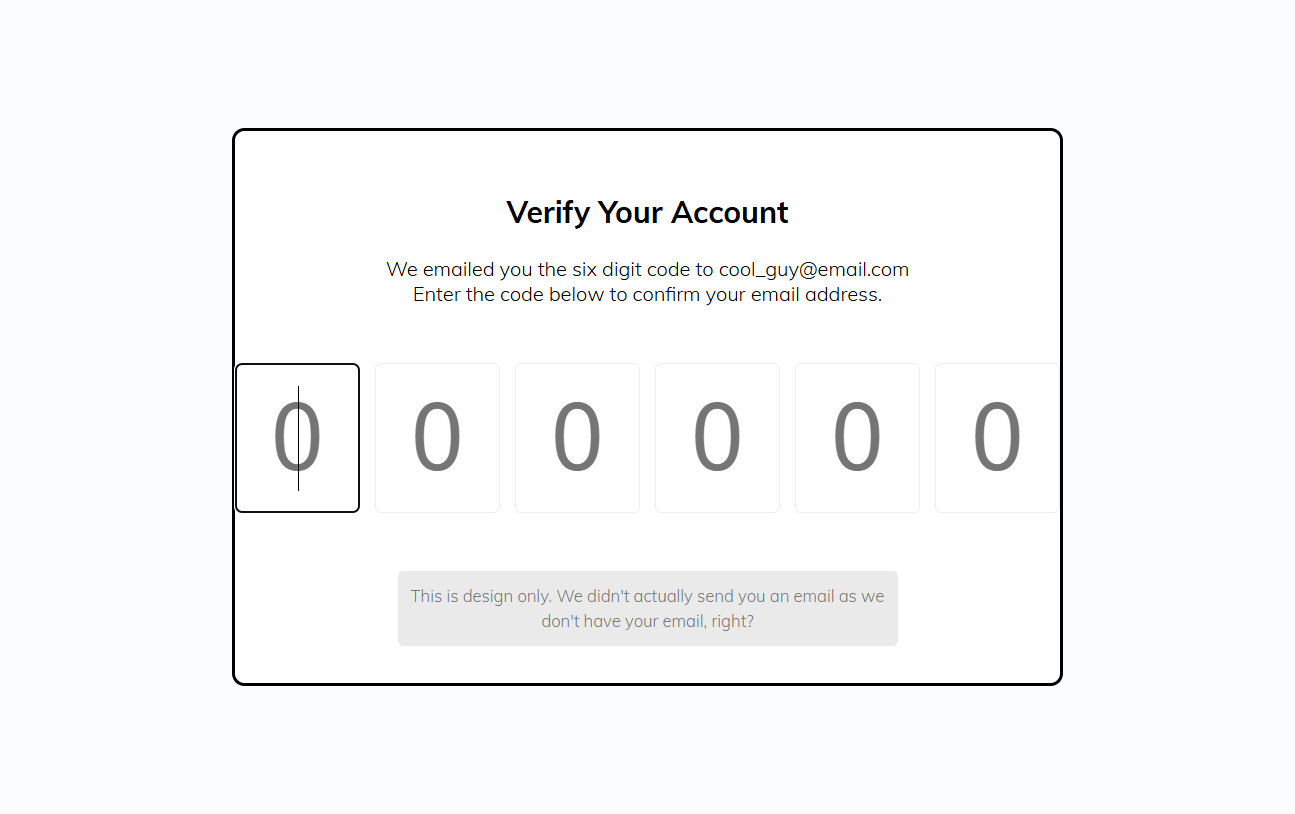 Verify Your Account
We emailed you the six digit code to cool_guy@email.com
Enter the code below to confirm your email address.
0 0 0 0 0 0
This is design only. We didn't actually send you an email as we
don't have your email, right?